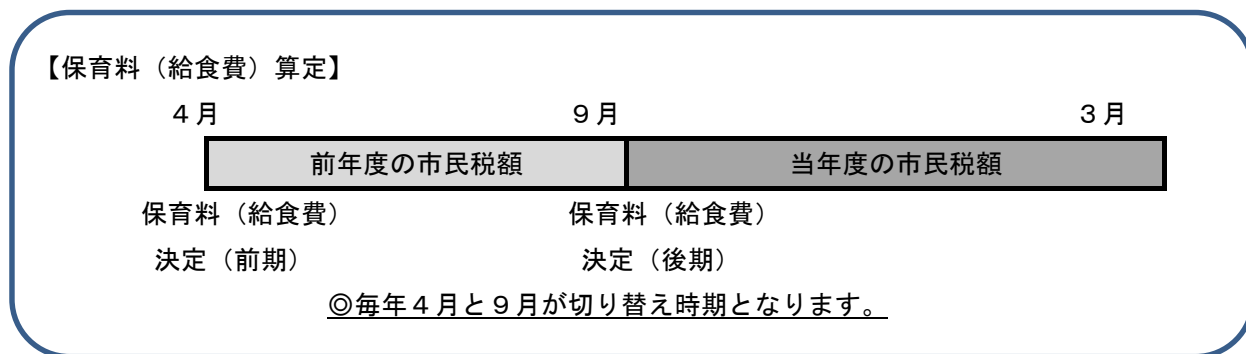 【保育料（給食費）算定】
４月 ９月 ３月
前年度の市民税額 当年度の市民税額
保育料（給食費） 保育料（給食費）
決定（前期） 決定（後期）
◎毎年４月と９月が切り替え時期となります。